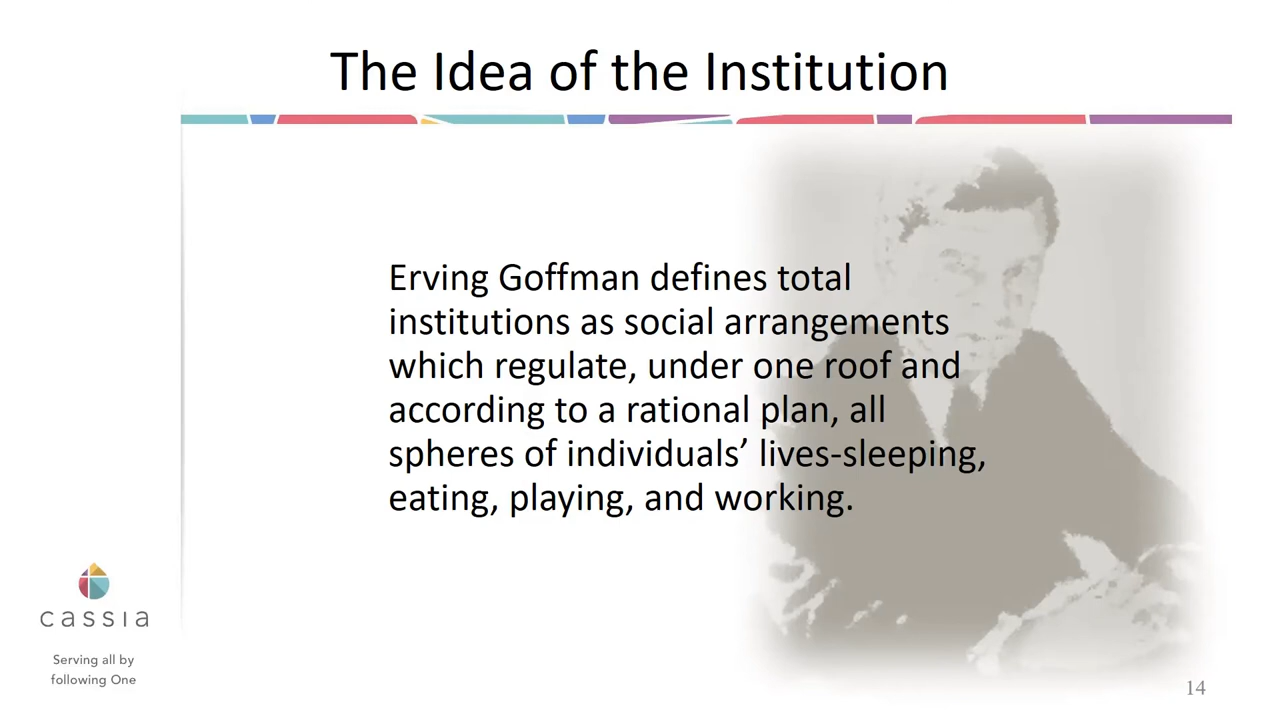 The Idea of the Institution
Erving Goffman defines total
institutions as social arrangements
which regulate, under one roof and
according to a rational plan, all
spheres of individuals’ lives-sleeping,
eating, playing, and working.
cassia
Serving all by
following One
14